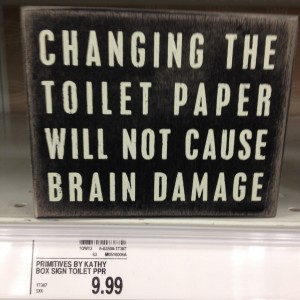 CHANGING THE
TOILET PAPER
WILL NOT CAUSE
BRAIN DAMAGE
PRIMITIVES BY KATHY
BOX SIGN TOILET PPR
9.99